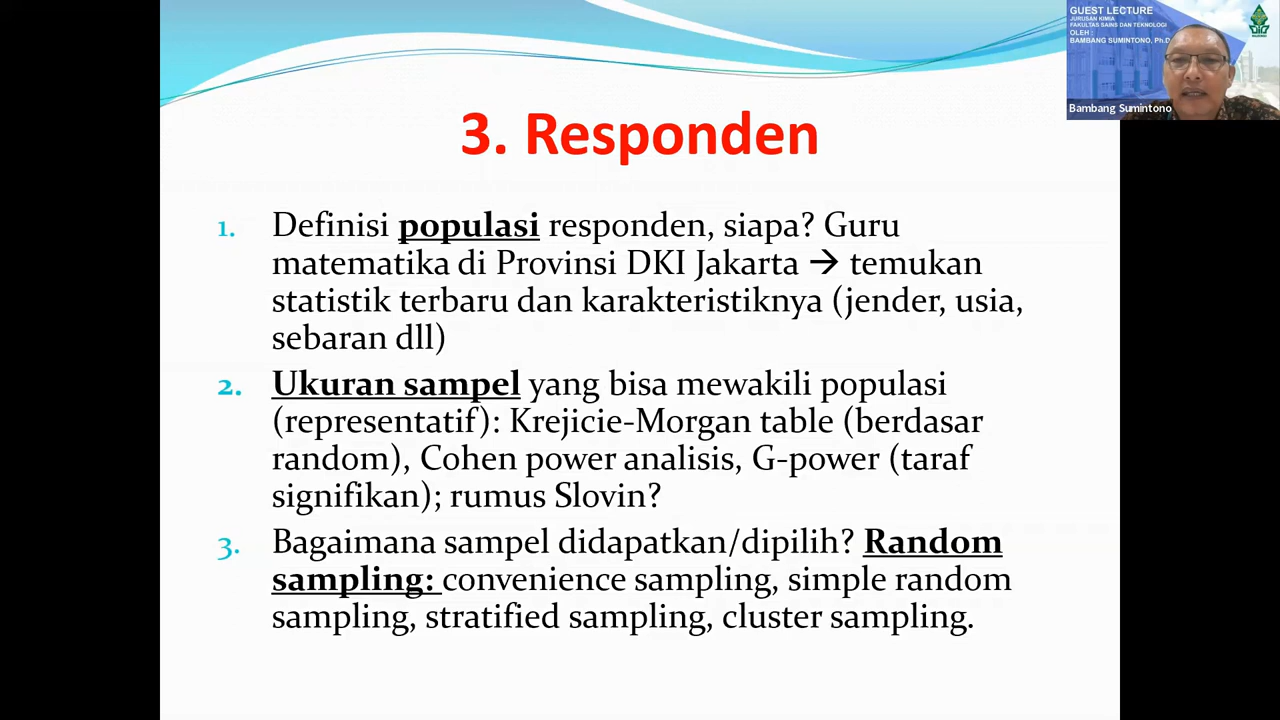 GUEST LECTURE
JURUSAN KIMIA
FAKULTAS SAINS DAN TEKNOLOGI
OLEH :
BAMBANG SUMINTONO, Ph.D
Bambang Sumintono
3. Responden
1. Definisi populasi responden, siapa? Guru
matematika di Provinsi DKI Jakarta → temukan
statistik terbaru dan karakteristiknya (jender, usia,
sebaran dll)
2. Ukuran sampel yang bisa mewakili populasi
(representatif): Krejicie-Morgan table (berdasar
random), Cohen power analisis, G-power (taraf
signifikan); rumus Slovin?
3. Bagaimana sampel didapatkan/dipilih? Random
sampling: convenience sampling, simple random
sampling, stratified sampling, cluster sampling.